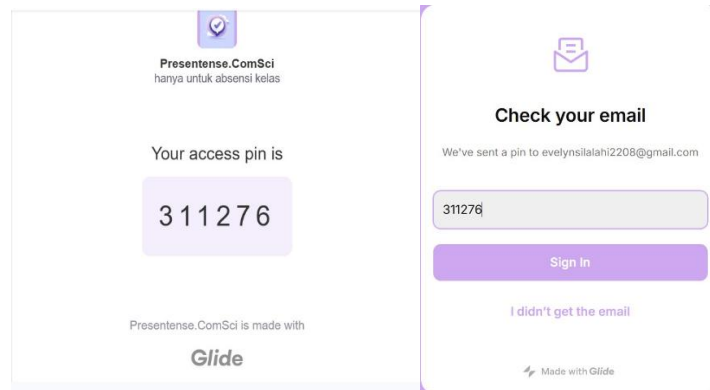 Presentense.ComSci
hanya untuk absensi kelas
Your access pin is
311276
Presentense.ComSci is made with
Glide
Check your email
We've sent a pin to evelynsilalahi2208@gmail.com
311276
Sign In
I didn't get the email
Made with Glide